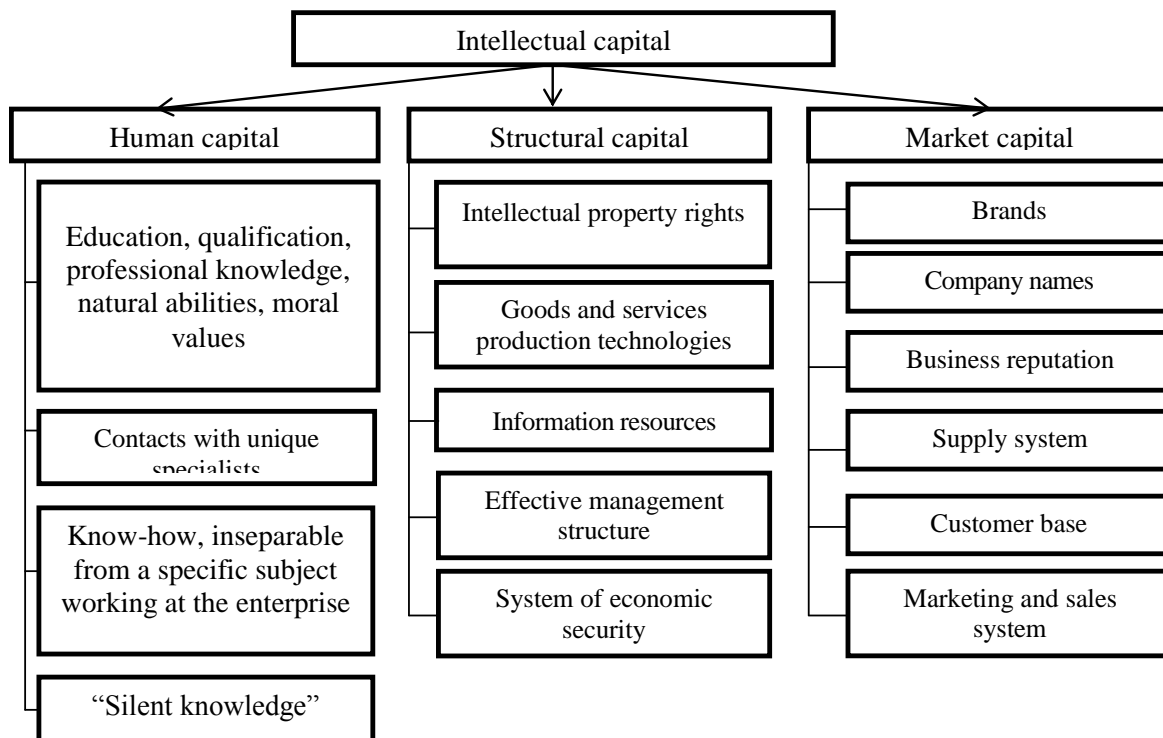 Intellectual capital
Human capital
Education, qualification,
professional knowledge,
natural abilities, moral
values
Contacts with unique
specialists
Know-how, inseparable
from a specific subject
working at the enterprise
“Silent knowledge”
Structural capital
Intellectual property rights
Goods and services
production technologies
Information resources
Effective management
structure
System of economic
security
Market capital
Brands
Company names
Business reputation
Supply system
Customer base
Marketing and sales
system